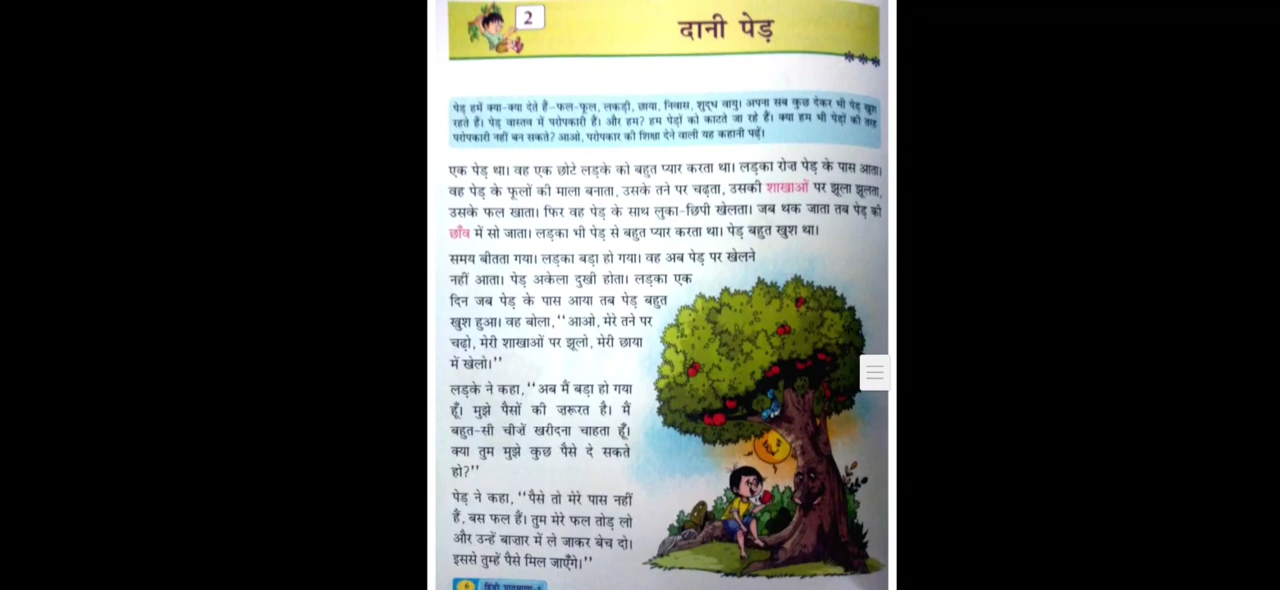 2
दानी पेड़
पेड़ हमें क्या-क्या देते हैं-फल-फूल, लकड़ी, छाया, निवास, शुद्ध वायु। अपना सब कुछ देकर भी पेड़ खुश
रहते हैं। पेड़ वास्तव में परोपकारी हैं। और हम? हम पेड़ों को काटते जा रहे हैं। क्या हम भी पेड़ों की तरह
परोपकारी नहीं बन सकते? आओ, परोपकार की शिक्षा देने वाली यह कहानी पढ़ें।
एक पेड़ था। वह एक छोटे लड़के को बहुत प्यार करता था। लड़का रोज़ पेड़ के पास आता।
वह पेड़ के फूलों की माला बनाता, उसके तने पर चढ़ता, उसकी शाखाओं पर झूला झूलता,
उसके फल खाता। फिर वह पेड़ के साथ लुका-छिपी खेलता। जब थक जाता तब पेड़ की
छाँव में सो जाता। लड़का भी पेड़ से बहुत प्यार करता था। पेड़ बहुत खुश था।
समय बीतता गया। लड़का बड़ा हो गया। वह अब पेड़ पर खेलने
नहीं आता। पेड़ अकेला दुखी होता। लड़का एक
दिन जब पेड़ के पास आया तब पेड़ बहुत
खुश हुआ। वह बोला, "आओ, मेरे तने पर
चढ़ो, मेरी शाखाओं पर झूलो, मेरी छाया
में खेलो।"
लड़के ने कहा, "अब मैं बड़ा हो गया
हूँ। मुझे पैसों की ज़रूरत है। मैं
बहुत-सी चीज़ें खरीदना चाहता हूँ।
क्या तुम मुझे कुछ पैसे दे सकते
हो?"
पेड़ ने कहा, "पैसे तो मेरे पास नहीं
हैं, बस फल हैं। तुम मेरे फल तोड़ लो
और उन्हें बाज़ार में ले जाकर बेच दो।
इससे तुम्हें पैसे मिल जाएँगे।"
6